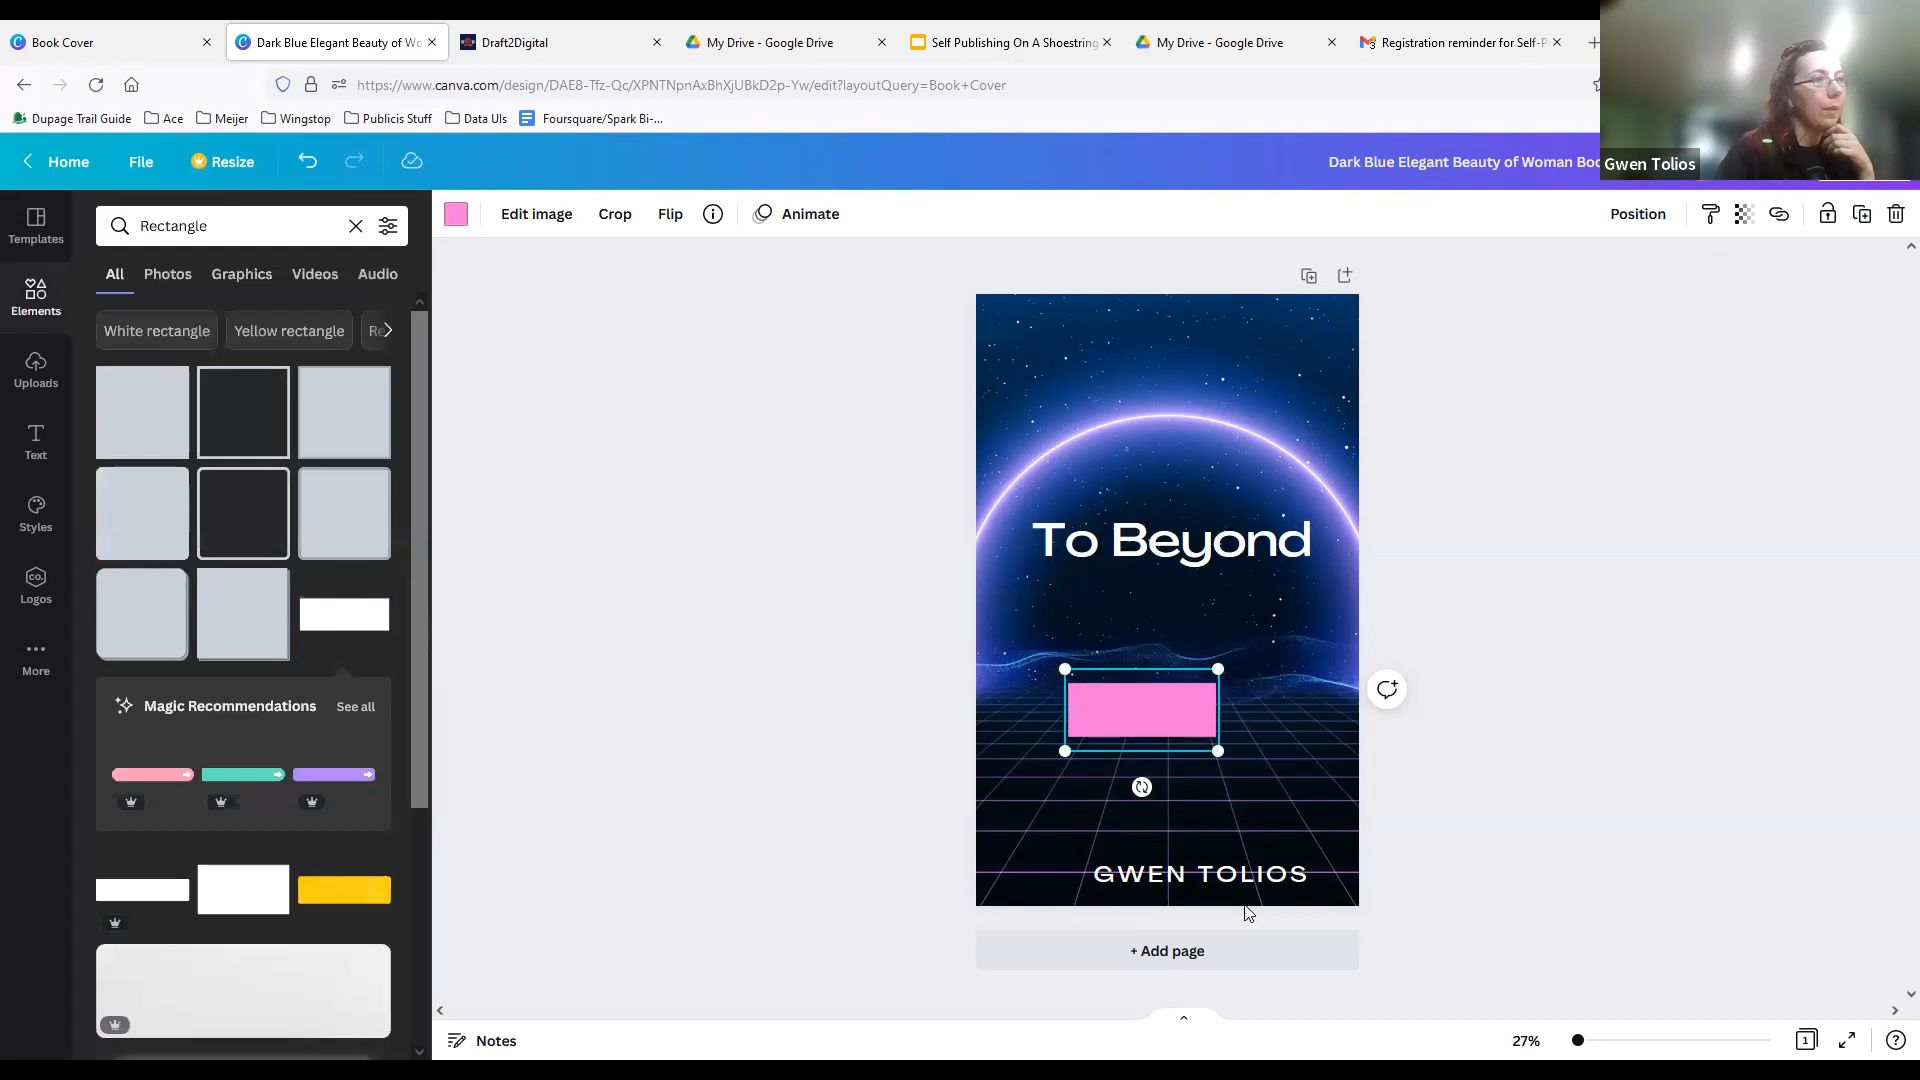 Book Cover
Dark Blue Elegant Beauty of Wo
Draft2Digital
My Drive - Google Drive
Self Publishing On A Shoestring
My Drive - Google Drive
Registration reminder for Self-P
https://www.canva.com/design/DAE8-Tfz-Qc/XPNTNpnAxBhXjUBkD2p-Yw/edit?layoutQuery=Book+Cover
Dupage Trail Guide
Ace
Meijer
Wingstop
Publicis Stuff
Data UIs
Foursquare/Spark Bi-...
Gwen Tolios
Home
File
Resize
Dark Blue Elegant Beauty of Woman Boo
Templates
Elements
Uploads
Text
Styles
CO.
Logos
More
Rectangle
All
Photos
Graphics
Videos
Audio
White rectangle
Yellow rectangle
Re
Magic Recommendations
See all
Edit image
Crop
Flip
Animate
Position
To Beyond
GWEN TOLIOS
+ Add page
Notes
27%
1